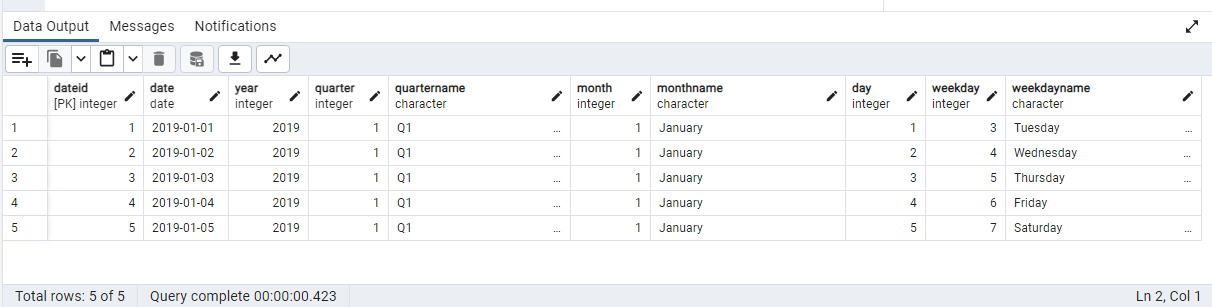 Data Output Messages Notifications
dateid [PK] integer date date year integer quarter integer quartername character month integer monthname character day integer weekday integer weekdayname character
1 1 2019-01-01 2019 1 Q1 ... 1 January 1 3 Tuesday ...
2 2 2019-01-02 2019 1 Q1 ... 1 January 2 4 Wednesday ...
3 3 2019-01-03 2019 1 Q1 ... 1 January 3 5 Thursday ...
4 4 2019-01-04 2019 1 Q1 ... 1 January 4 6 Friday
5 5 2019-01-05 2019 1 Q1 ... 1 January 5 7 Saturday ...
Total rows: 5 of 5 Query complete 00:00:00.423 Ln 2, Col 1